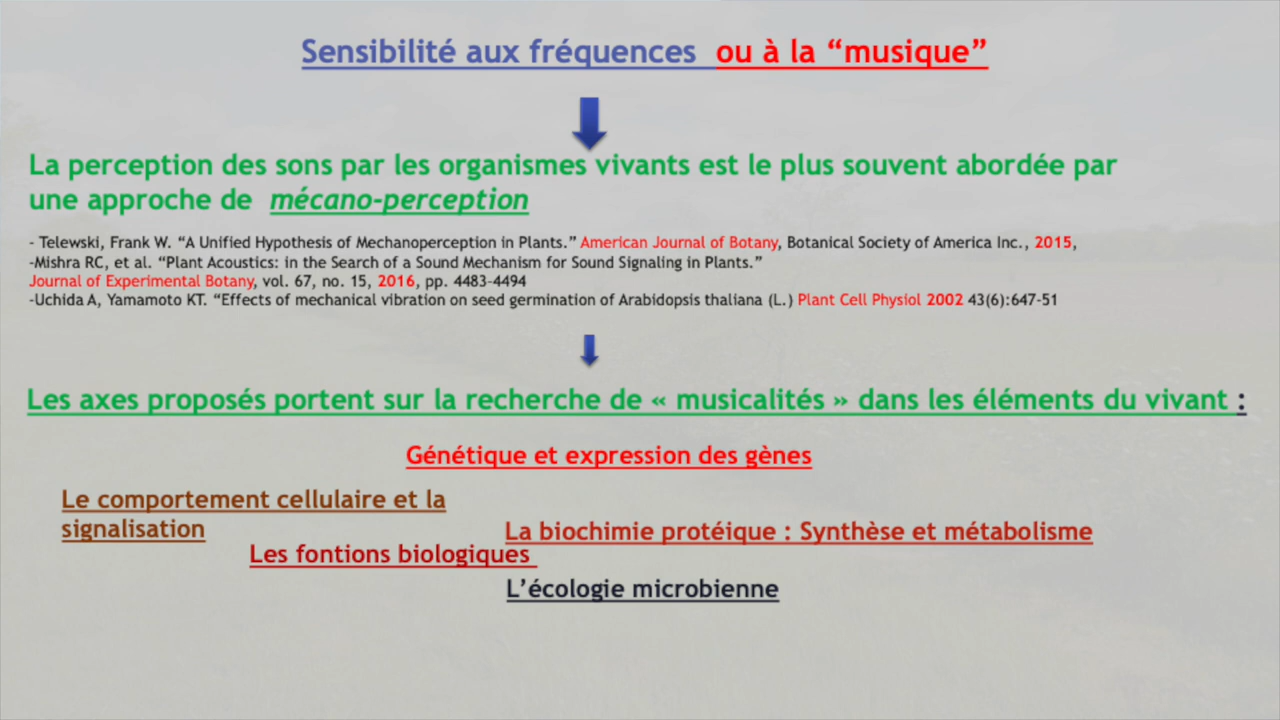 Sensibilité aux fréquences ou à la “musique”
La perception des sons par les organismes vivants est le plus souvent abordée par
une approche de mécano-perception
- Telewski, Frank W. “A Unified Hypothesis of Mechanoperception in Plants.” American Journal of Botany, Botanical Society of America Inc., 2015,
-Mishra RC, et al. “Plant Acoustics: in the Search of a Sound Mechanism for Sound Signaling in Plants.”
Journal of Experimental Botany, vol. 67, no. 15, 2016, pp. 4483–4494
-Uchida A, Yamamoto KT. “Effects of mechanical vibration on seed germination of Arabidopsis thaliana (L.) Plant Cell Physiol 2002 43(6):647-51
Les axes proposés portent sur la recherche de « musicalités » dans les éléments du vivant :
Génétique et expression des gènes
Le comportement cellulaire et la
signalisation
La biochimie protéique : Synthèse et métabolisme
Les fontions biologiques
L’écologie microbienne